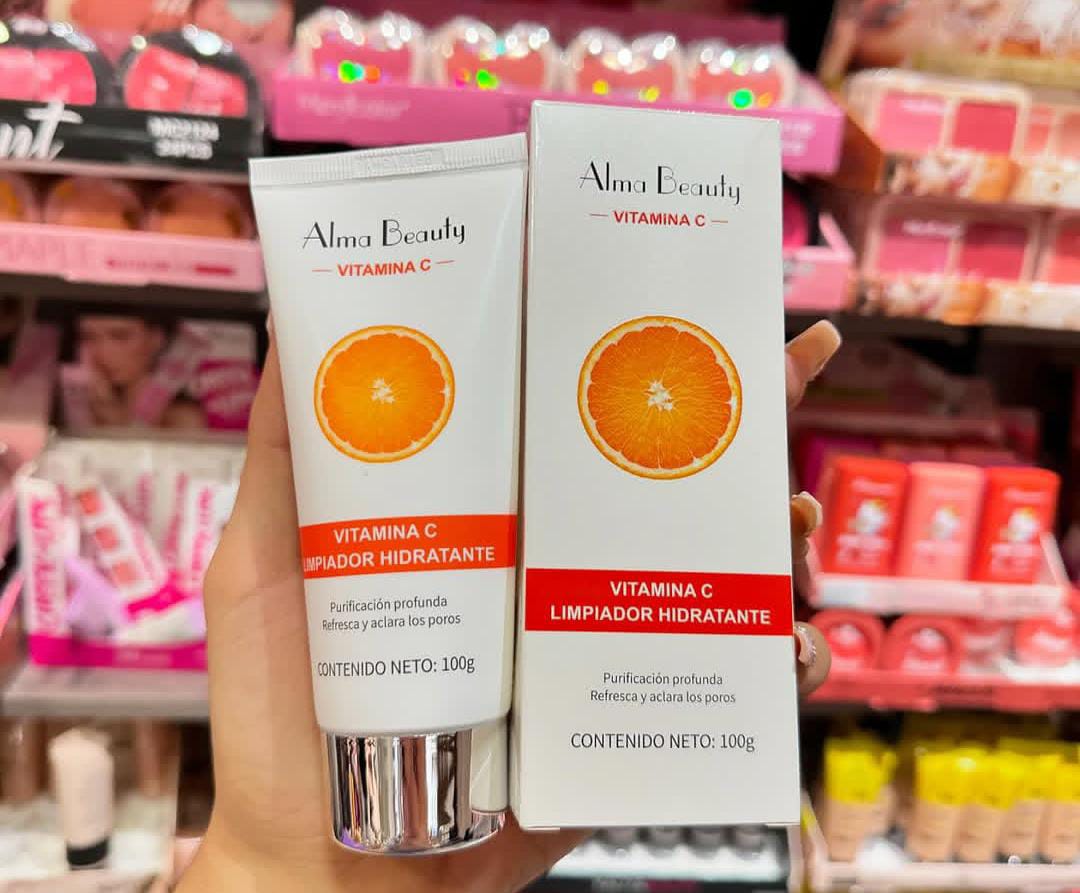 Alma Beauty
VITAMINA C
VITAMINA C
LIMPIADOR HIDRATANTE
Purificación profunda
Refresca y aclara los poros
CONTENIDO NETO: 100g
Alma Beauty
VITAMINA C
VITAMINA C
LIMPIADOR HIDRATANTE
Purificación profunda
Refresca y aclara los poros
CONTENIDO NETO: 100g